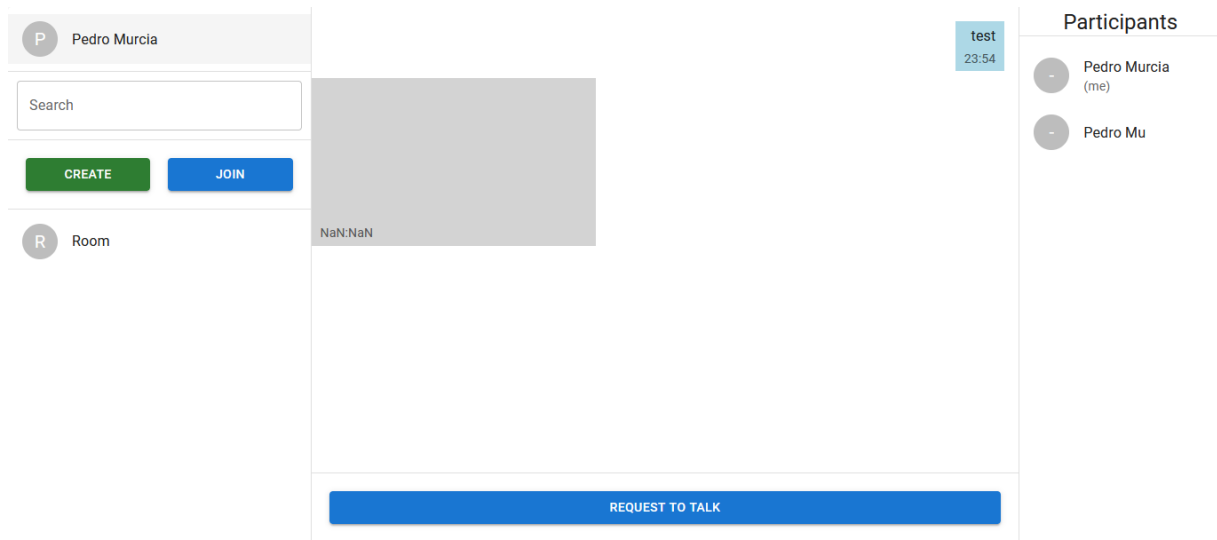 P
Pedro Murcia
Search
CREATE
JOIN
R
Room
test
23:54
NaN:NaN
REQUEST TO TALK
Participants
-
Pedro Murcia
(me)
-
Pedro Mu